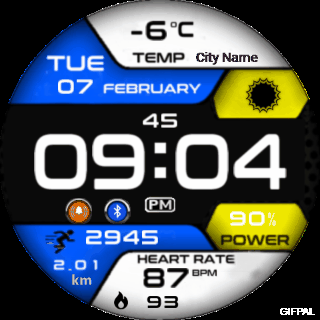 -6°C
TEMP City Name
TUE
07 FEBRUARY
45
09:04
PM
90%
POWER
2945
2.01
km
HEART RATE
87 BPM
93
GIFPAL